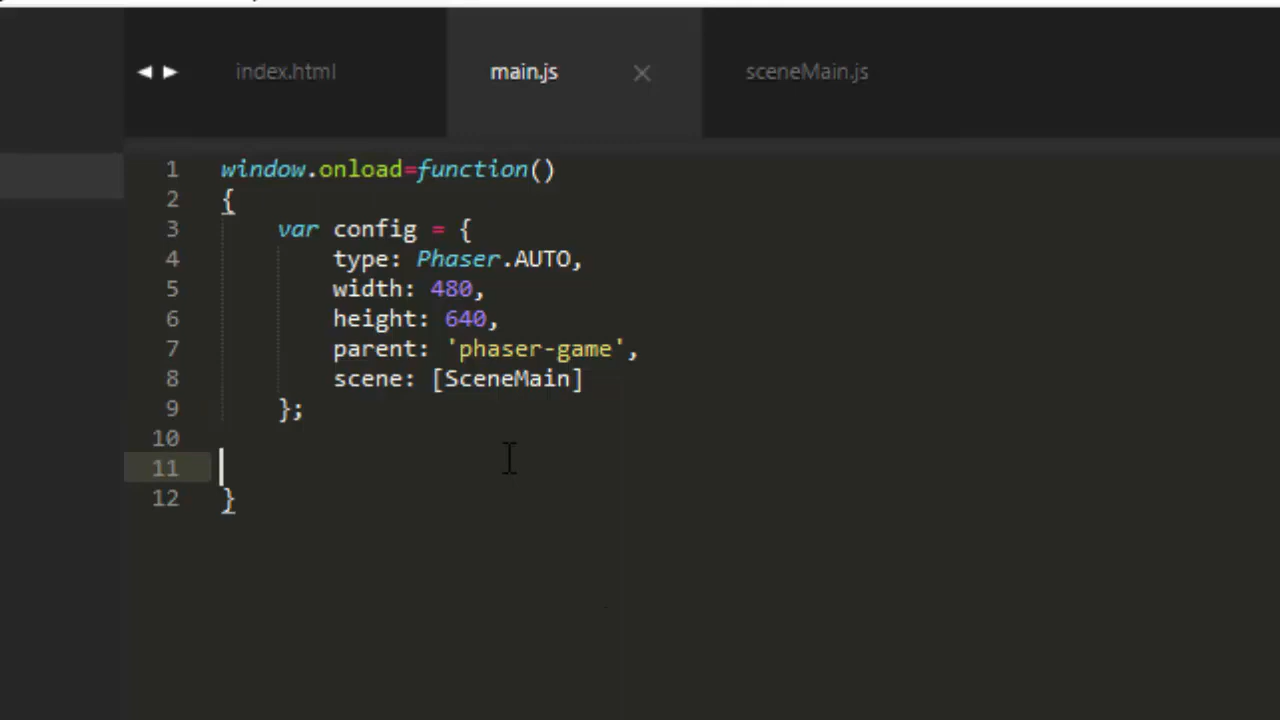 index.html main.js sceneMain.js
1 window.onload=function()
2 {
3 var config = {
4 type: Phaser.AUTO,
5 width: 480,
6 height: 640,
7 parent: 'phaser-game',
8 scene: [SceneMain]
9 };
10
11
12 }